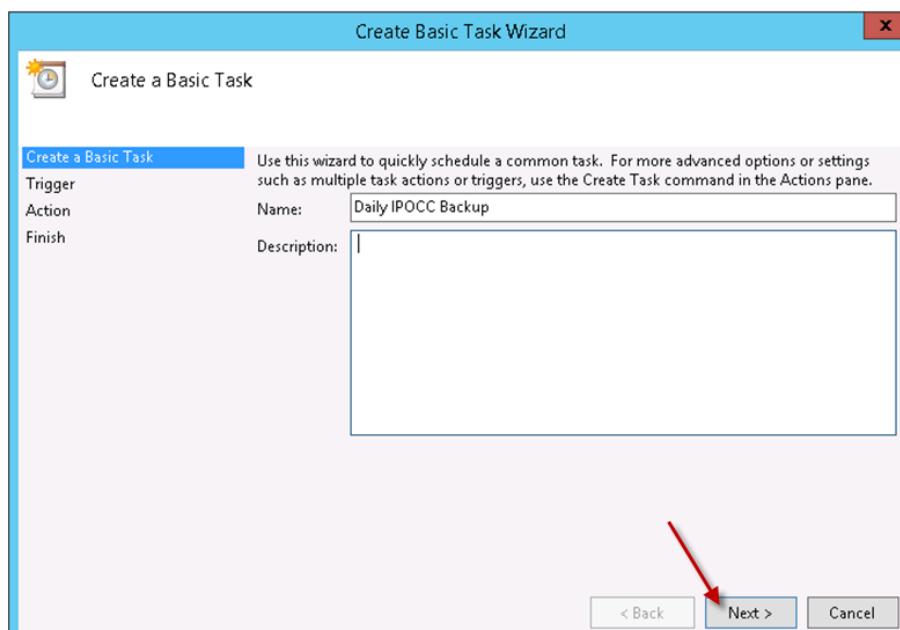 Create Basic Task Wizard
x
Create a Basic Task
Create a Basic Task
Trigger
Action
Finish
Use this wizard to quickly schedule a common task. For more advanced options or settings
such as multiple task actions or triggers, use the Create Task command in the Actions pane.
Name:
Daily IPOCC Backup
Description:
< Back
Next >
Cancel